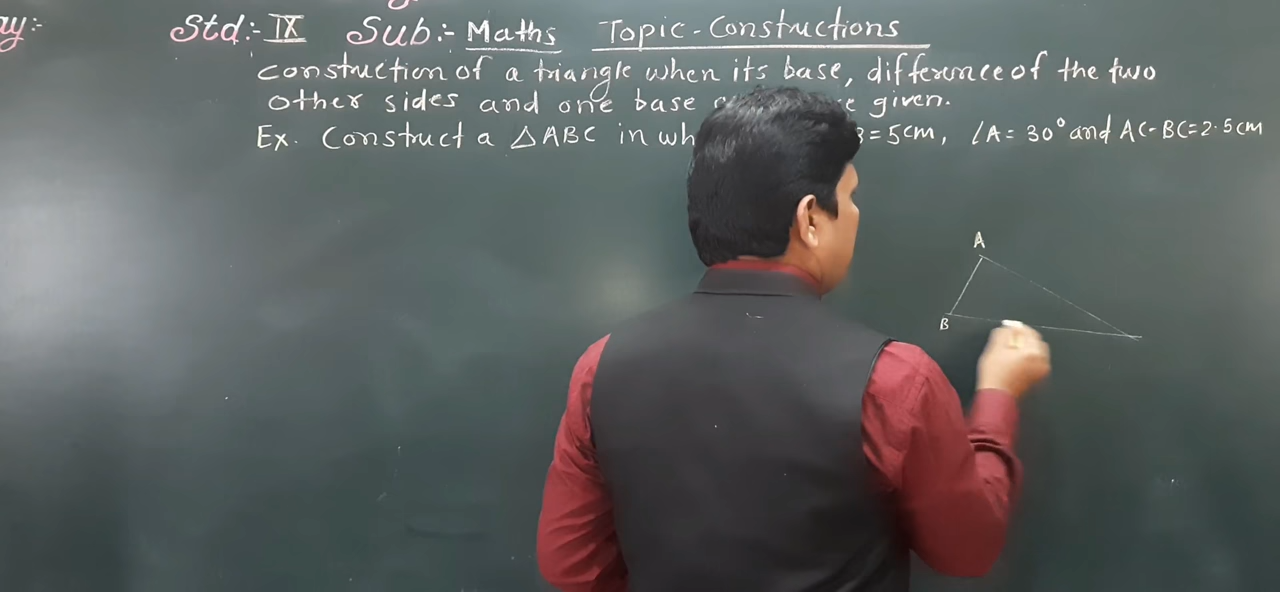 ay:-
Std:- IX Sub:- Maths Topic-Constructions
construction of a triangle when its base, difference of the two
other sides and one base given.
Ex. Construct a △ABC in =5cm, ∠A=30° and AC-BC=2.5cm
A
B